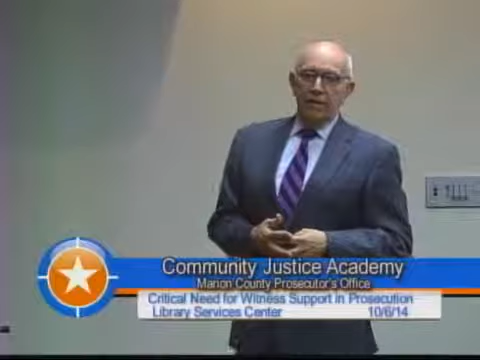 Community Justice Academy
Marion County Prosecutor's Office
Critical Need for Witness Support in Prosecution
Library Services Center 10/6/14